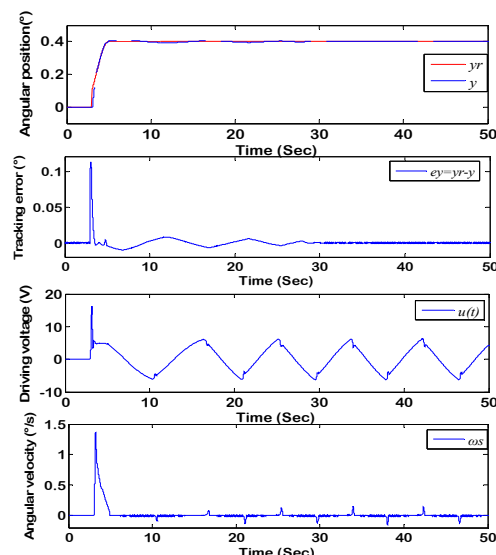 Angular position(°)
0.4
0.2
0
yr
y
0 10 20 30 40 50
Time (Sec)
Tracking error (°)
0.1
0.05
0
ey=yr-y
0 10 20 30 40 50
Time (Sec)
Driving voltage (V)
20
10
0
-10
u(t)
0 10 20 30 40 50
Time (Sec)
Angular velocity (°/s)
1.5
1
0.5
0
ωs
0 10 20 30 40 50
Time (Sec)